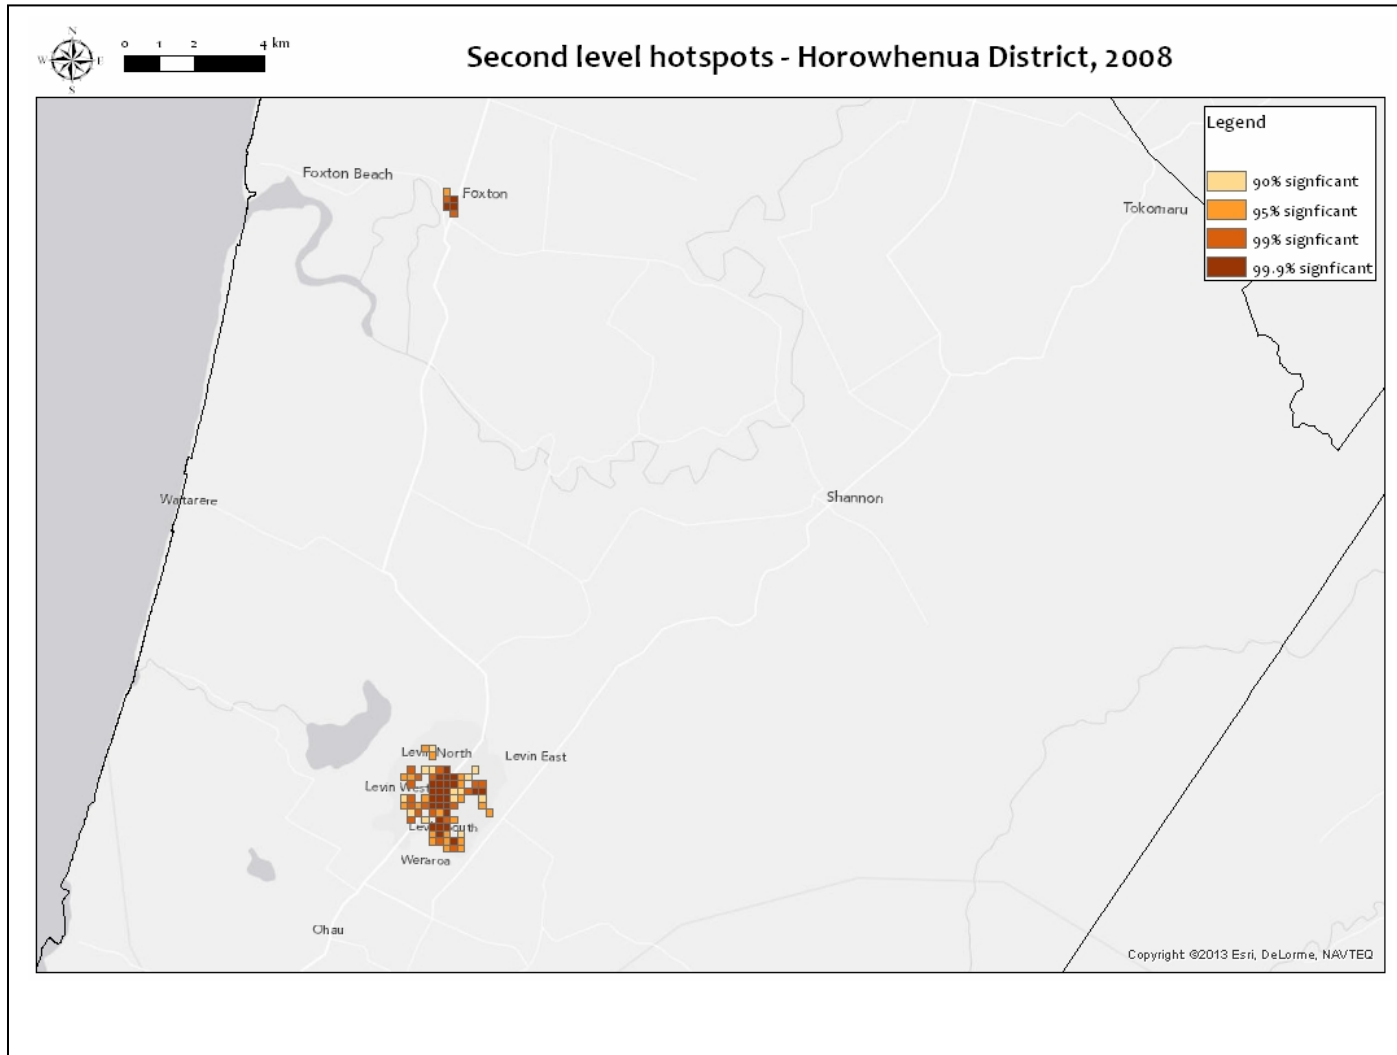 N
W E
S
0 1 2 4 km
Second level hotspots - Horowhenua District, 2008
Legend
90% signficant
95% signficant
99% signficant
99.9% signficant
Foxton Beach
Foxton
Tokomaru
Waitarere
Shannon
Levin North
Levin East
Levin West
Levin South
Weraroa
Ohau
Copyright ©2013 Esri, DeLorme, NAVTEQ